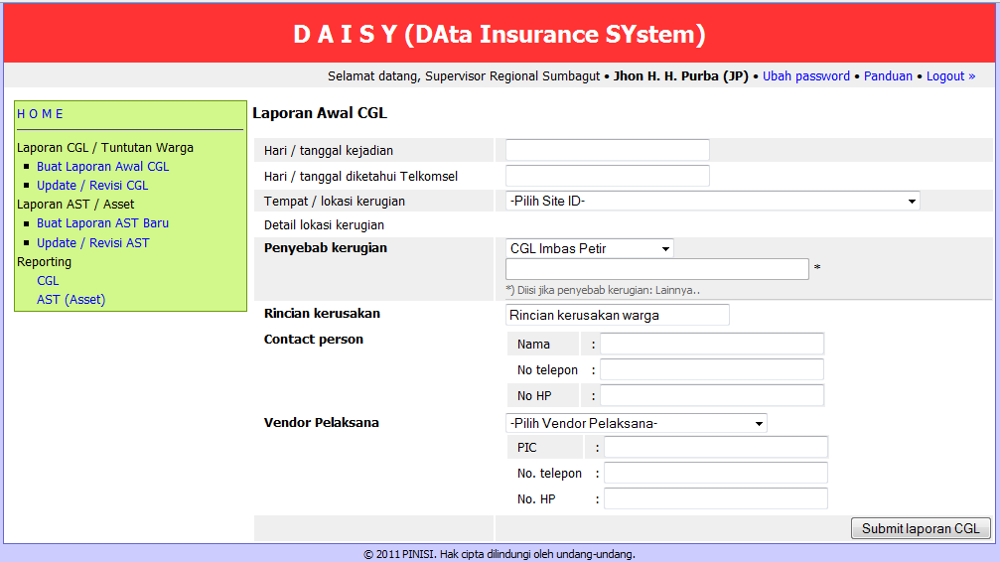 D A I S Y (DAta Insurance SYstem)
Selamat datang, Supervisor Regional Sumbagut • Jhon H. H. Purba (JP) • Ubah password • Panduan • Logout »
H O M E
Laporan CGL / Tuntutan Warga
Buat Laporan Awal CGL
Update / Revisi CGL
Laporan AST / Asset
Buat Laporan AST Baru
Update / Revisi AST
Reporting
CGL
AST (Asset)
Laporan Awal CGL
Hari / tanggal kejadian
Hari / tanggal diketahui Telkomsel
Tempat / lokasi kerugian -Pilih Site ID-
Detail lokasi kerugian
Penyebab kerugian CGL Imbas Petir
*
*) Diisi jika penyebab kerugian: Lainnya..
Rincian kerusakan Rincian kerusakan warga
Contact person Nama :
No telepon :
No HP :
Vendor Pelaksana -Pilih Vendor Pelaksana-
PIC :
No. telepon :
No. HP :
Submit laporan CGL
© 2011 PINISI. Hak cipta dilindungi oleh undang-undang.